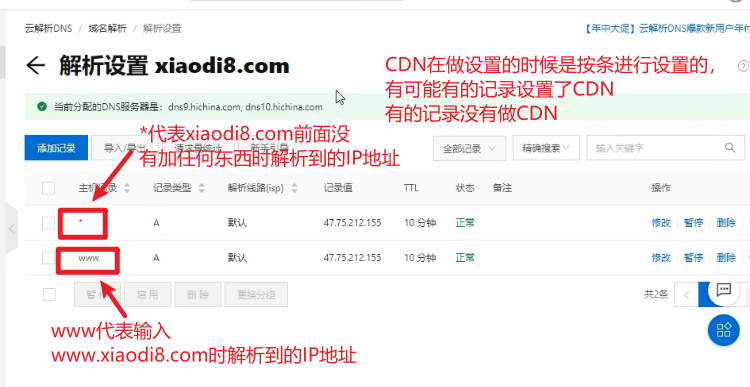 云解析DNS / 域名解析 / 解析设置
【年中大促】云解析DNS爆款新用户年付
← 解析设置 xiaodi8.com
CDN在做设置的时候是按条进行设置的，
有可能有的记录设置了CDN
有的记录没有做CDN
当前分配的DNS服务器是：dns9.hichina.com, dns10.hichina.com
*代表xiaodi8.com前面没
有加任何东西时解析到的IP地址
添加记录 导入/导出 请求量统计 新手引导 全部记录 精确搜索 输入关键字
主机记录 记录类型 解析线路(isp) 记录值 TTL 状态 备注 操作
* A 默认 47.75.212.155 10 分钟 正常 修改 暂停 删除
www A 默认 47.75.212.155 10 分钟 正常 修改 暂停 删除
暂 启用 删除 更换分组 共2条 <
www代表输入
www.xiaodi8.com时解析到的IP地址